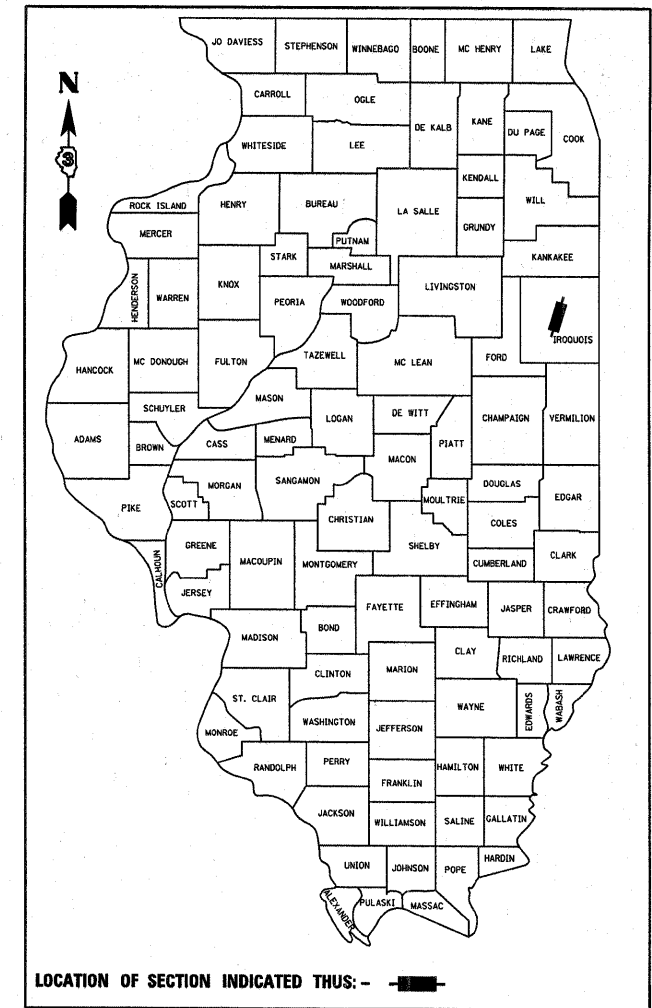 JO DAVIESS STEPHENSON WINNEBAGO BOONE MC HENRY LAKE
N
CARROLL OGLE DE KALB KANE DU PAGE COOK
3
WHITESIDE LEE KENDALL WILL
ROCK ISLAND HENRY BUREAU LA SALLE GRUNDY
MERCER PUTNAM KANKAKEE
STARK MARSHALL
HENDERSON WARREN KNOX PEORIA WOODFORD LIVINGSTON IROQUOIS
HANCOCK MC DONOUGH FULTON TAZEWELL MC LEAN FORD
SCHUYLER MASON LOGAN DE WITT CHAMPAIGN VERMILION
ADAMS BROWN CASS MENARD MACON PIATT
PIKE SCOTT MORGAN SANGAMON MOULTRIE DOUGLAS EDGAR
CHRISTIAN COLES
CALHOUN GREENE MACOUPIN MONTGOMERY SHELBY CUMBERLAND CLARK
JERSEY FAYETTE EFFINGHAM JASPER CRAWFORD
MADISON BOND CLAY RICHLAND LAWRENCE
CLINTON MARION
ST. CLAIR WAYNE EDWARDS WABASH
MONROE WASHINGTON JEFFERSON
RANDOLPH PERRY FRANKLIN HAMILTON WHITE
JACKSON WILLIAMSON SALINE GALLATIN
UNION JOHNSON POPE HARDIN
ALEXANDER PULASKI MASSAC
LOCATION OF SECTION INDICATED THUS: -